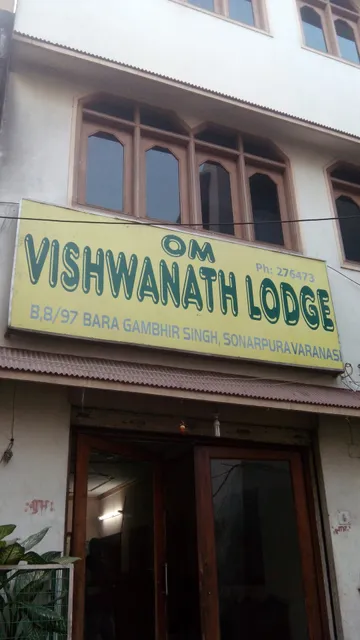 OM
Ph: 276473
VISHWANATH LODGE
B,8/97 BARA GAMBHIR SINGH, SONARPURA VARANASI